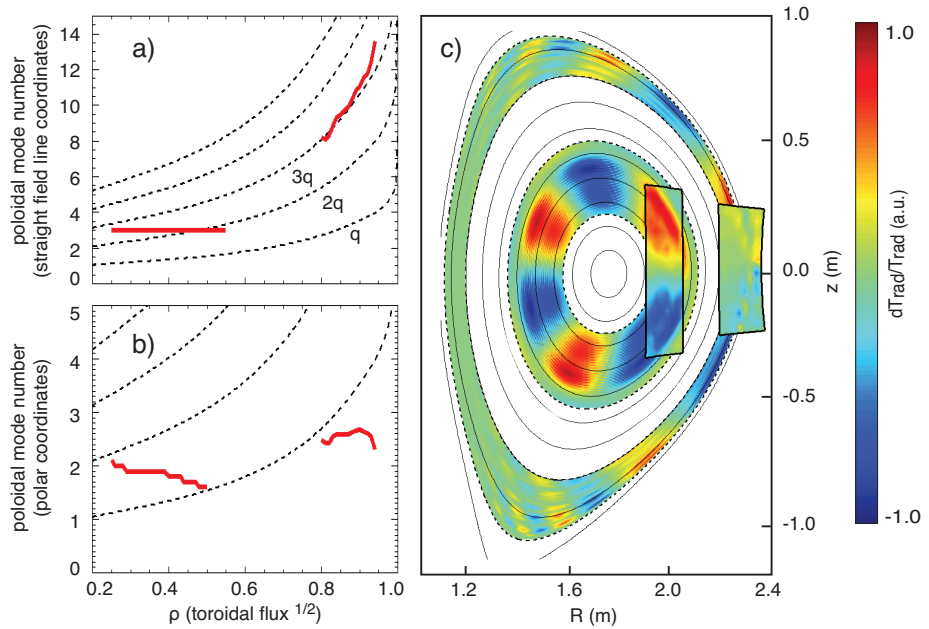 a)
poloidal mode number
(straight field line coordinates)
14
12
10
8
6
4
2
0
3q
2q
q
b)
poloidal mode number
(polar coordinates)
5
4
3
2
1
0
0.2 0.4 0.6 0.8 1.0
ρ (toroidal flux 1/2)
c)
1.2 1.6 2.0 2.4
R (m)
1.0
0.5
0.0
-0.5
-1.0
z (m)
1.0
-1.0
dTrad/Trad (a.u.)